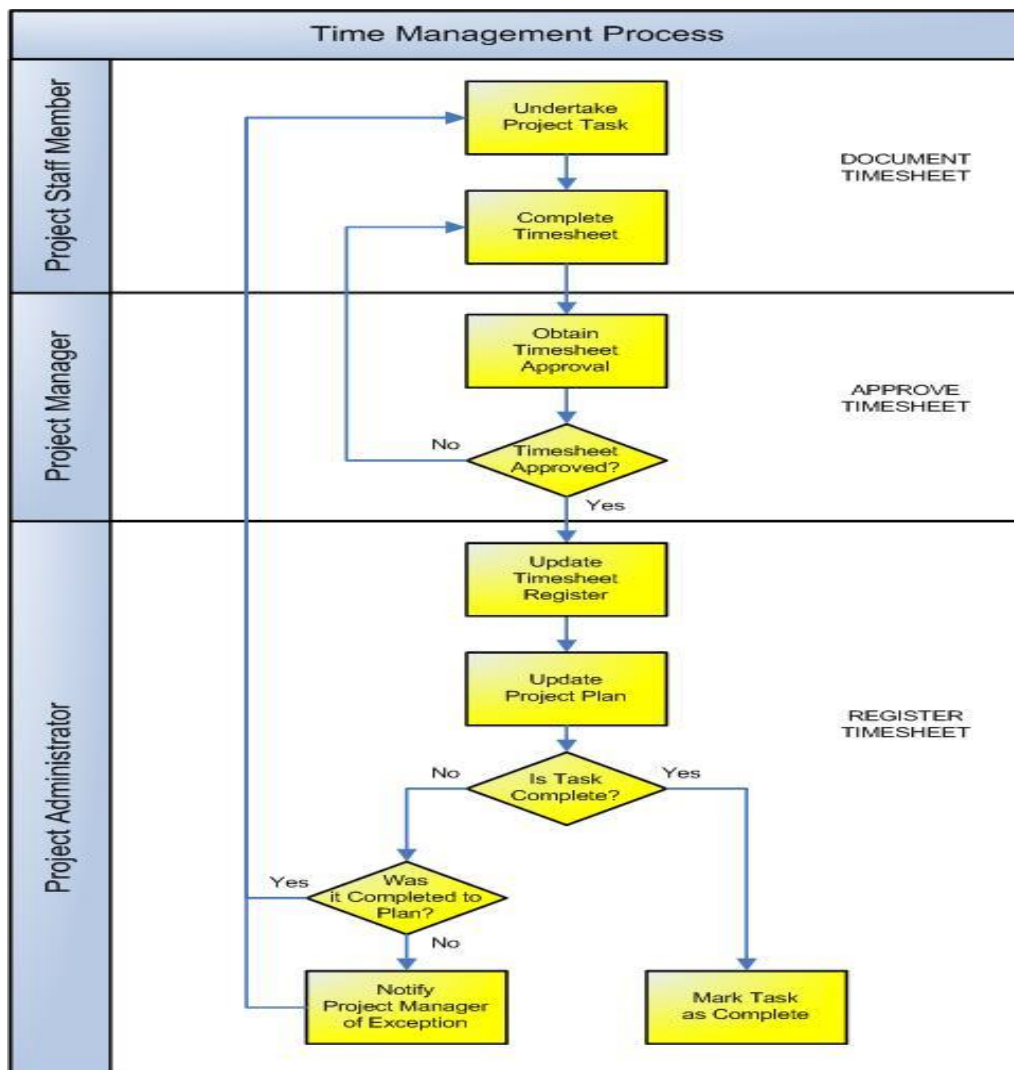 Time Management Process
Project Staff Member
Undertake
Project Task
DOCUMENT
TIMESHEET
Complete
Timesheet
Project Manager
Obtain
Timesheet
Approval
APPROVE
TIMESHEET
No
Timesheet
Approved?
Yes
Project Administrator
Update
Timesheet
Register
Update
Project Plan
REGISTER
TIMESHEET
No
Is Task
Complete?
Yes
Yes
Was
it Completed to
Plan?
No
Notify
Project Manager
of Exception
Mark Task
as Complete